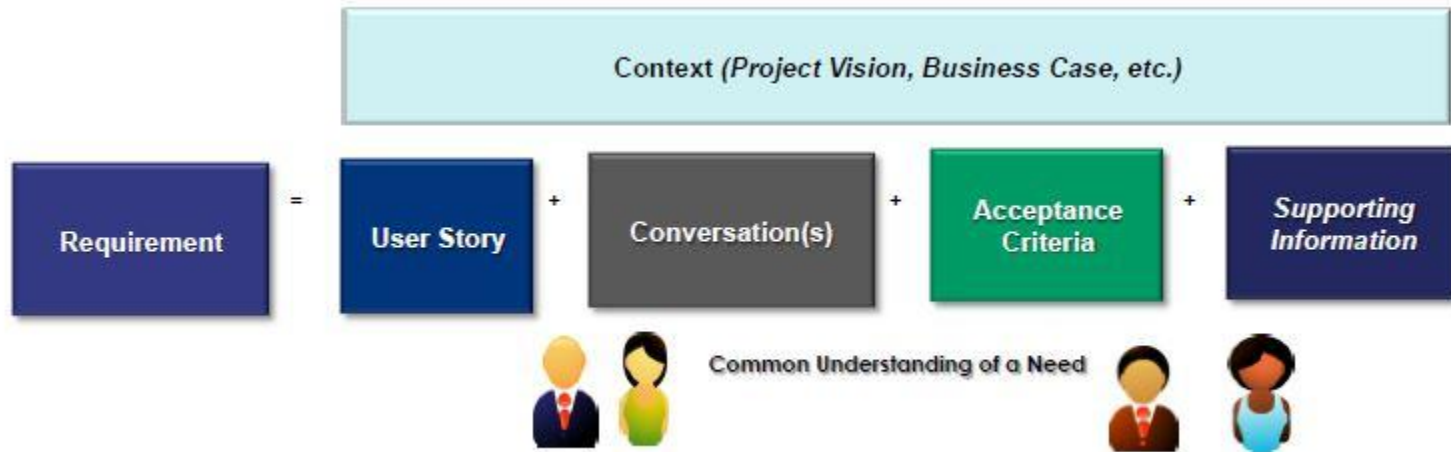 Context (Project Vision, Business Case, etc.)
Requirement = User Story + Conversation(s) + Acceptance Criteria + Supporting Information
Common Understanding of a Need